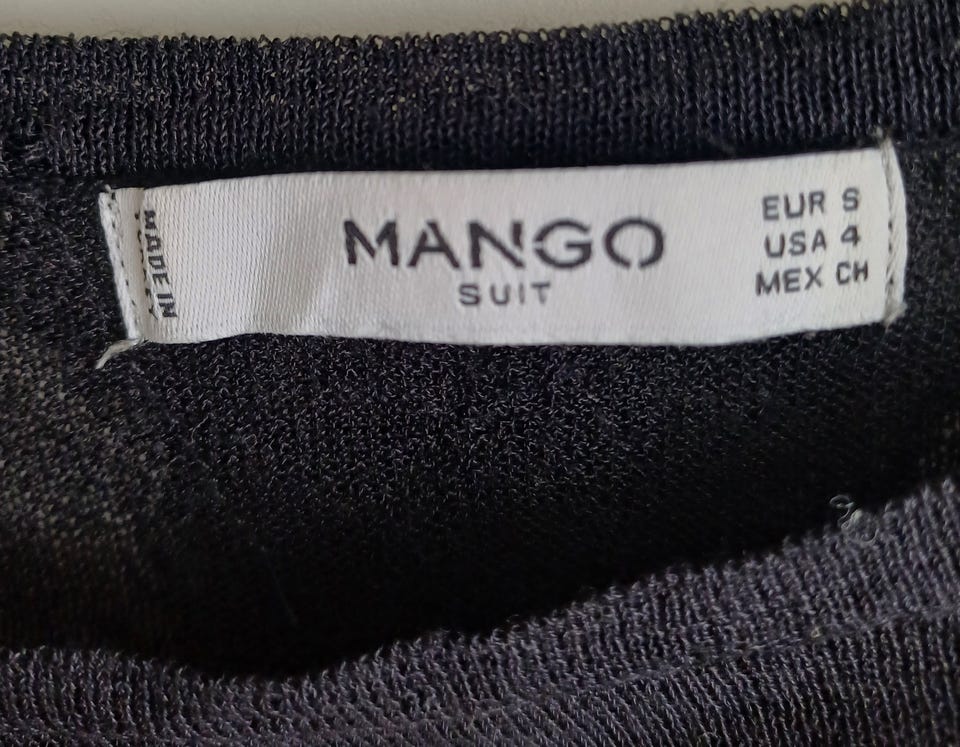 MADE IN
MANGO
SUIT
EUR S
USA 4
MEX CH